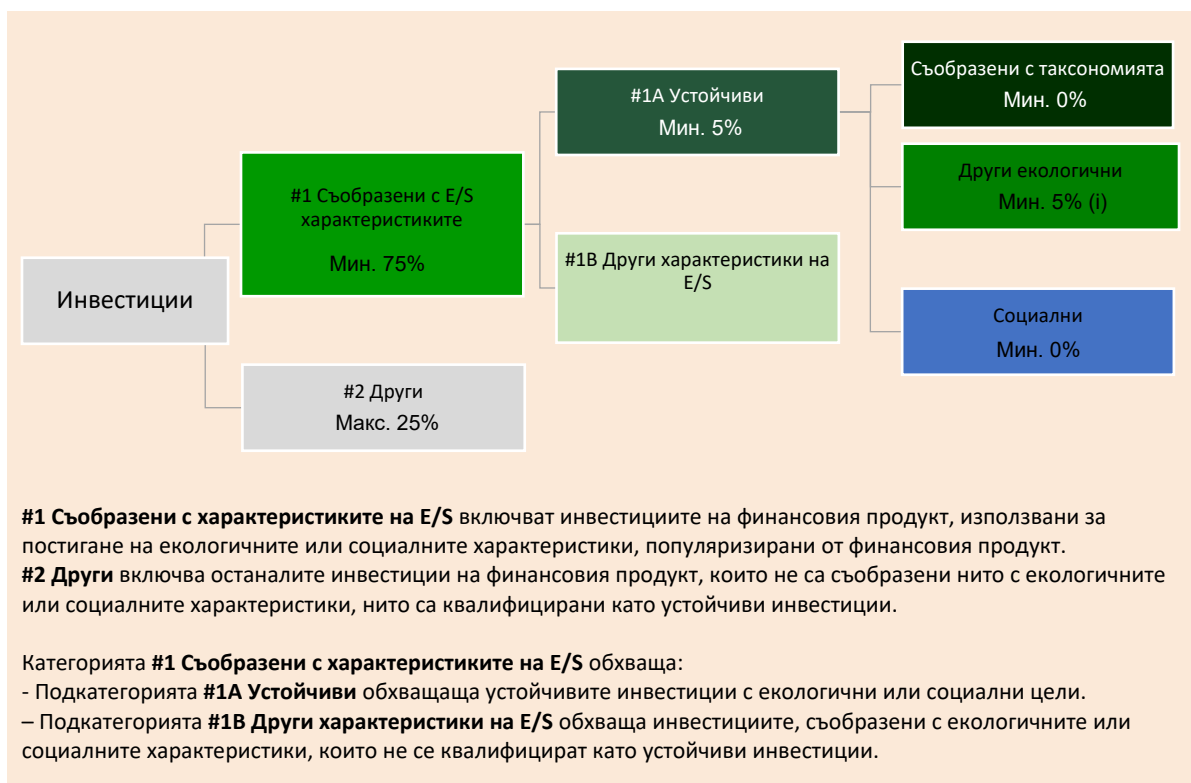 Съобразени с таксономията
Мин. 0%
#1A Устойчиви
Мин. 5%
Други екологични
Мин. 5% (i)
#1 Съобразени с E/S
характеристиките
Мин. 75%
#1B Други характеристики на
E/S
Инвестиции
Социални
Мин. 0%
#2 Други
Макс. 25%
#1 Съобразени с характеристиките на E/S включват инвестициите на финансовия продукт, използвани за
постигане на екологичните или социалните характеристики, популяризирани от финансовия продукт.
#2 Други включва останалите инвестиции на финансовия продукт, които не са съобразени нито с екологичните
или социалните характеристики, нито са квалифицирани като устойчиви инвестиции.
Категорията #1 Съобразени с характеристиките на E/S обхваща:
- Подкатегорията #1A Устойчиви обхващаща устойчивите инвестиции с екологични или социални цели.
– Подкатегорията #1B Други характеристики на E/S обхваща инвестициите, съобразени с екологичните или
социалните характеристики, които не се квалифицират като устойчиви инвестиции.